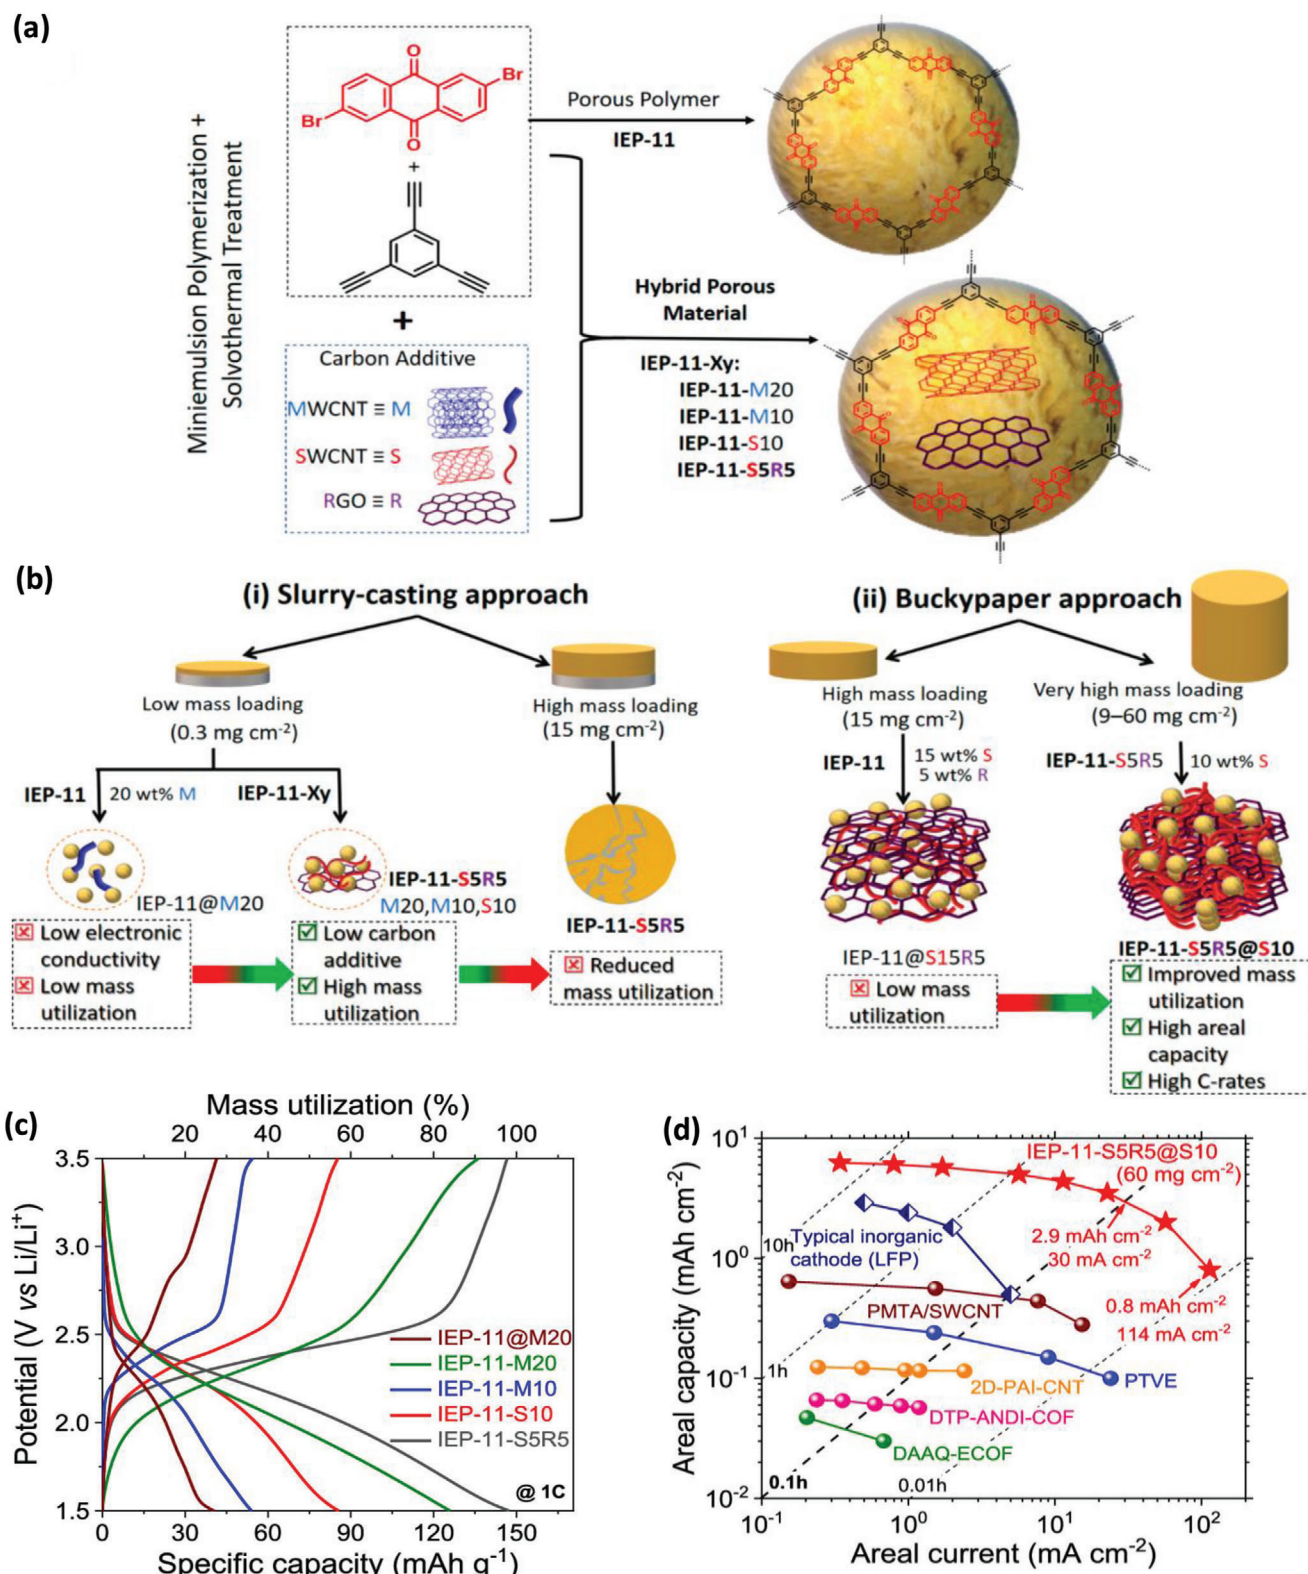 (a)
Miniemulsion Polymerization +
Solvothermal Treatment
O
Br
Br
O
+
+
Carbon Additive
MWCNT ≡ M
SWCNT ≡ S
RGO ≡ R
Porous Polymer
IEP-11
Hybrid Porous
Material
IEP-11-Xy:
IEP-11-M20
IEP-11-M10
IEP-11-S10
IEP-11-S5R5
(b)
(i) Slurry-casting approach
Low mass loading
(0.3 mg cm-2)
High mass loading
(15 mg cm-2)
IEP-11
20 wt% M
IEP-11-Xy
IEP-11@M20
IEP-11-S5R5
M20,M10,S10
IEP-11-S5R5
Low electronic
conductivity
Low mass
utilization
Low carbon
additive
High mass
utilization
Reduced
mass utilization
(ii) Buckypaper approach
High mass loading
(15 mg cm-2)
Very high mass loading
(9–60 mg cm-2)
IEP-11
15 wt% S
5 wt% R
IEP-11-S5R5
10 wt% S
IEP-11@S15R5
IEP-11-S5R5@S10
Low mass
utilization
Improved mass
utilization
High areal
capacity
High C-rates
(c)
Mass utilization (%)
20 40 60 80 100
Potential (V vs Li/Li+)
3.5
3.0
2.5
2.0
1.5
IEP-11@M20
IEP-11-M20
IEP-11-M10
IEP-11-S10
IEP-11-S5R5
@ 1C
0 30 60 90 120 150
Specific capacity (mAh g-1)
(d)
Areal capacity (mAh cm-2)
10^1
10^0
10^-1
10^-2
IEP-11-S5R5@S10
(60 mg cm-2)
2.9 mAh cm-2
30 mA cm-2
0.8 mAh cm-2
114 mA cm-2
10h
Typical inorganic
cathode (LFP)
PMTA/SWCNT
1h
2D-PAI-CNT
PTVE
DTP-ANDI-COF
DAAQ-ECOF
0.1h
0.01h
10^-1 10^0 10^1 10^2
Areal current (mA cm-2)